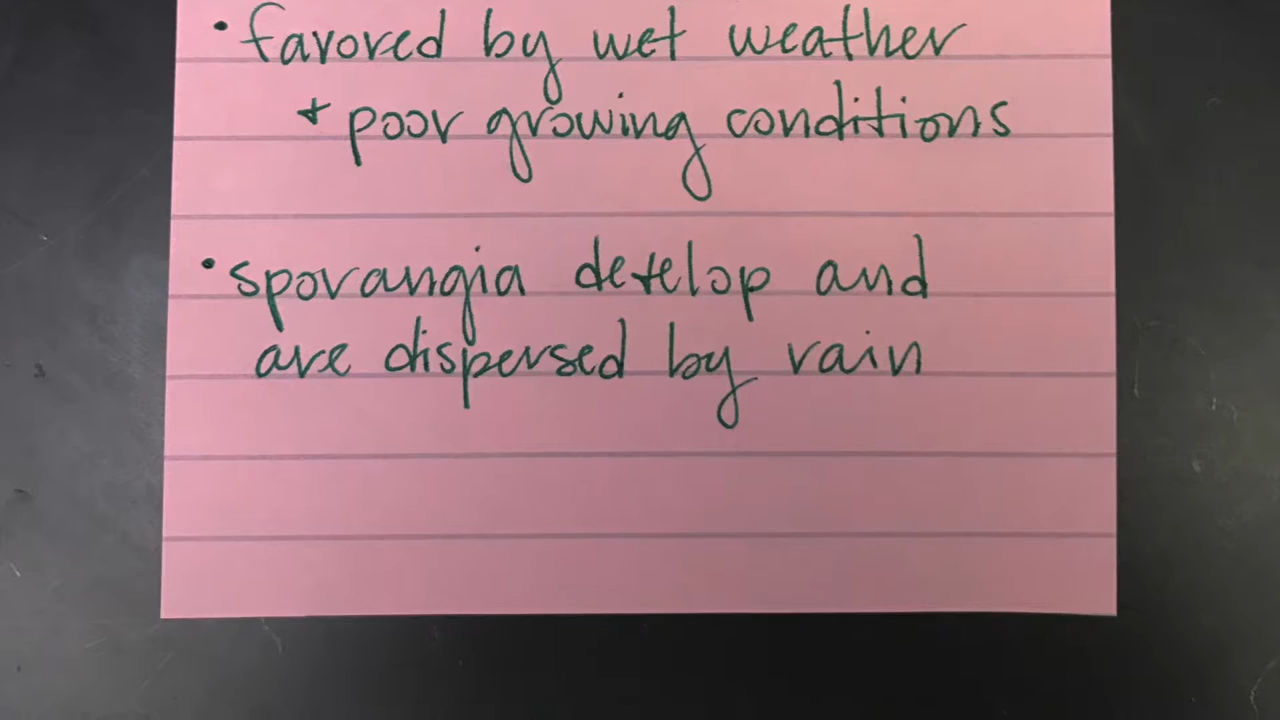 • favored by wet weather
+ poor growing conditions
• sporangia develop and
are dispersed by rain